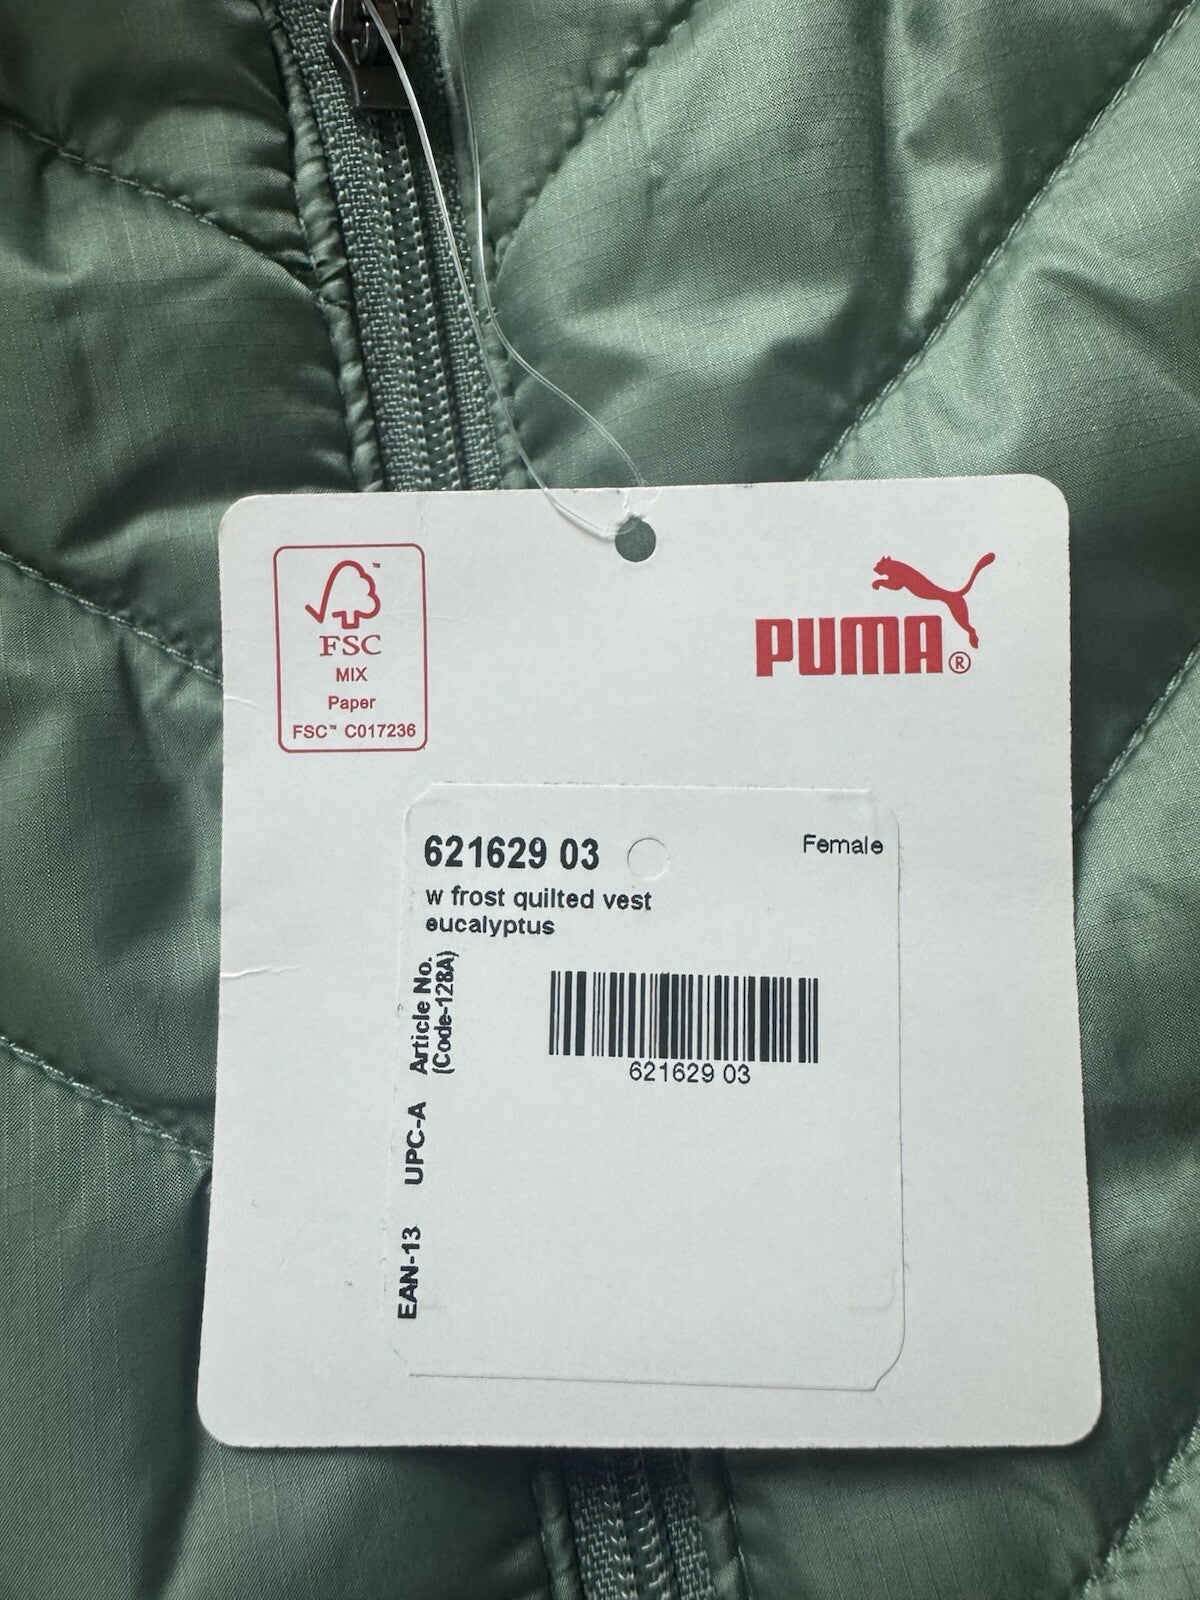 FSC™
MIX
Paper
FSC™ C017236
PUMA®
621629 03
Female
w frost quilted vest
eucalyptus
Article No.
(Code-128A)
621629 03
UPC-A
EAN-13